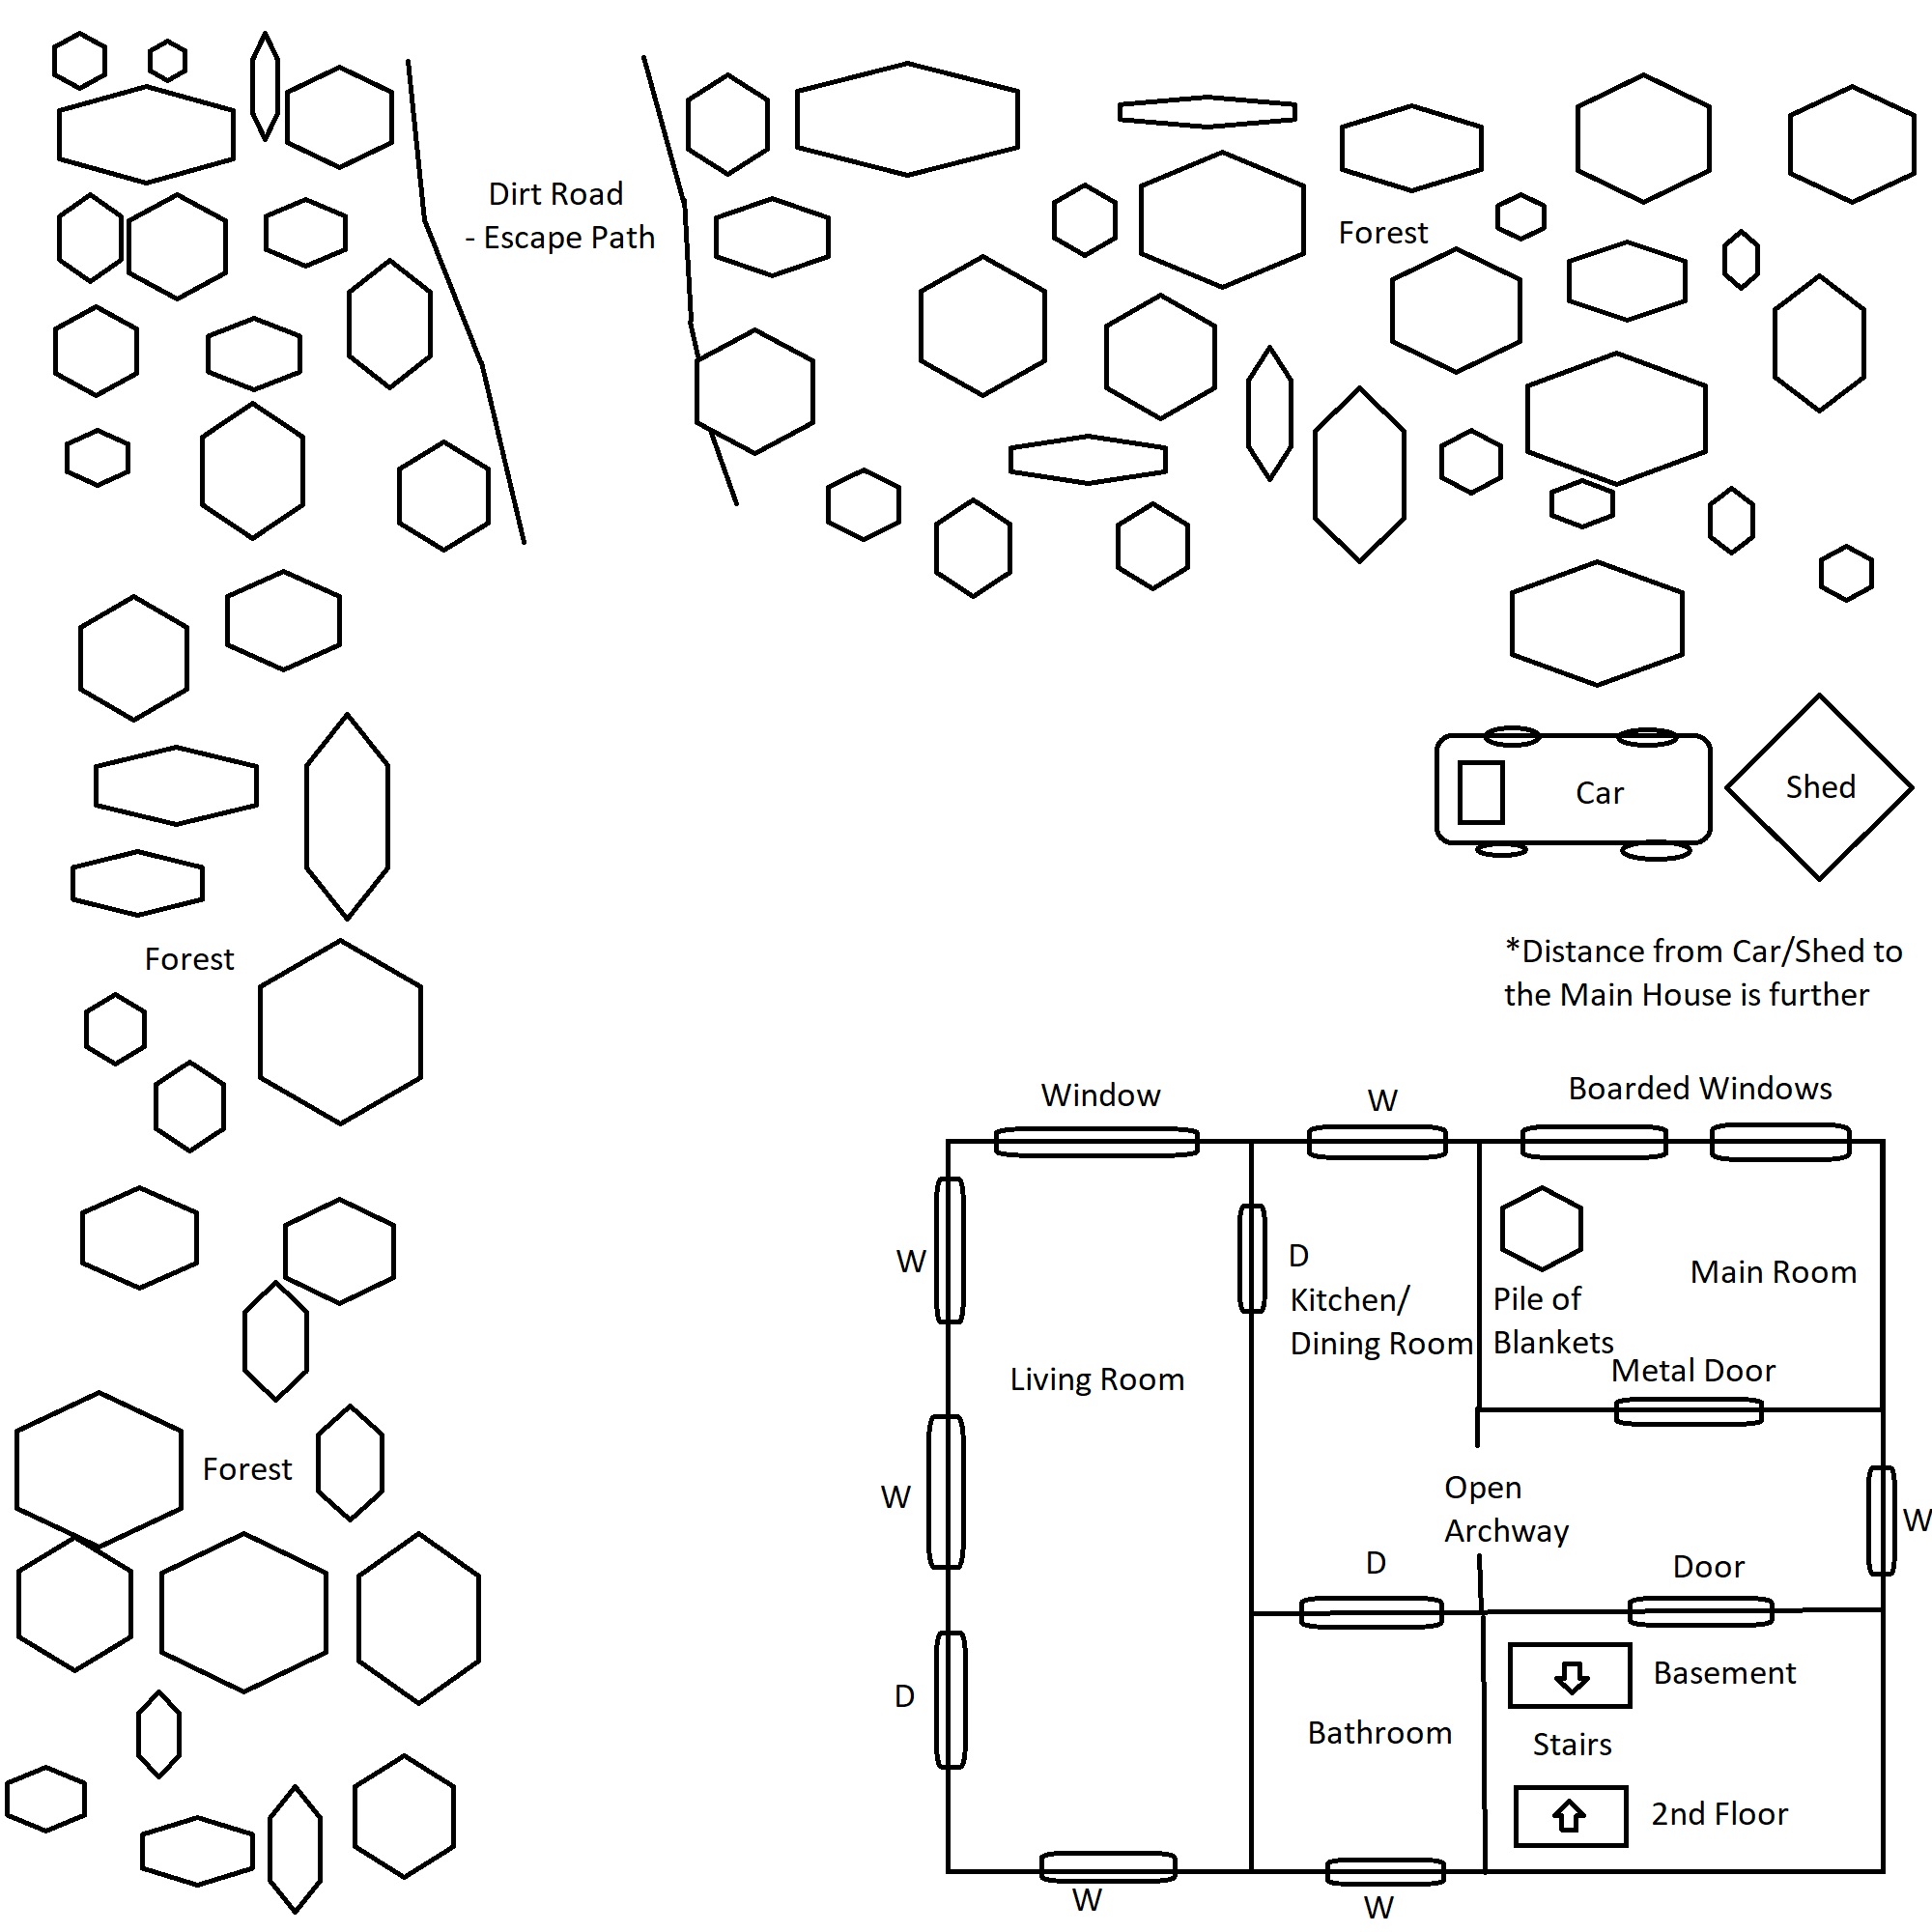 Dirt Road
- Escape Path
Forest
Car
Shed
*Distance from Car/Shed to
the Main House is further
Forest
Window
W
Boarded Windows
W
D
Kitchen/
Dining Room
Main Room
Pile of
Blankets
Metal Door
Living Room
Forest
W
Open
Archway
W
D
Door
D
Basement
Bathroom
Stairs
2nd Floor
W
W